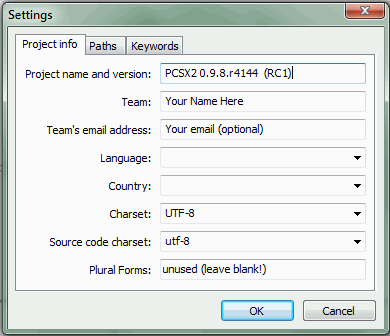 Settings
Project info Paths Keywords
Project name and version: PCSX2 0.9.8.r4144 (RC1)
Team: Your Name Here
Team's email address: Your email (optional)
Language:
Country:
Charset: UTF-8
Source code charset: utf-8
Plural Forms: unused (leave blank!)
OK Cancel